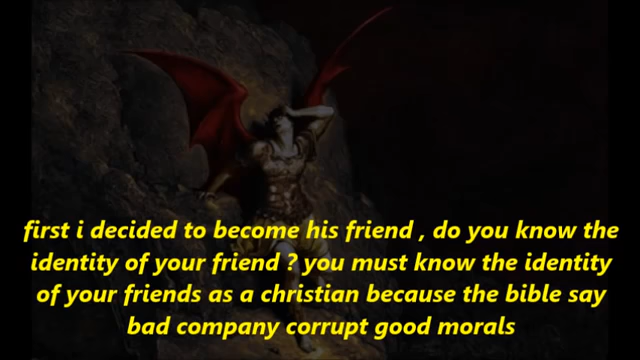 first i decided to become his friend , do you know the
identity of your friend ? you must know the identity
of your friends as a christian because the bible say
bad company corrupt good morals